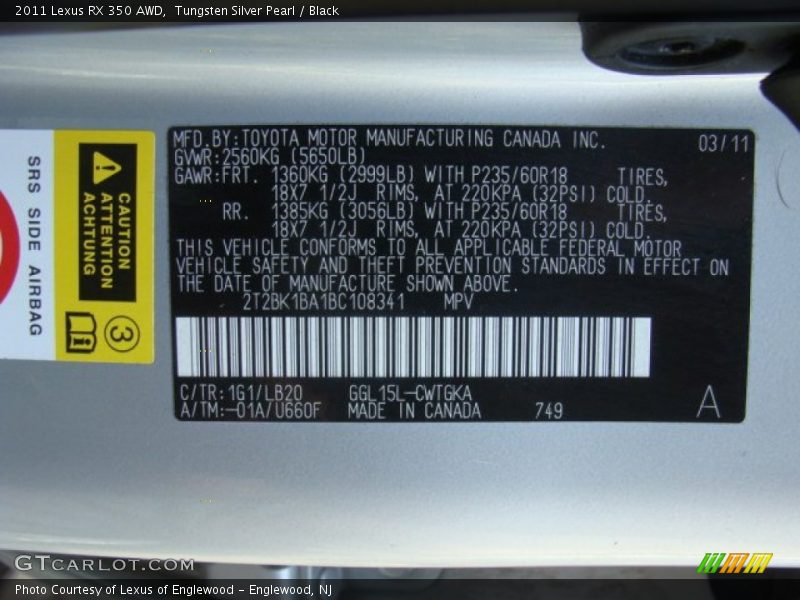 2011 Lexus RX 350 AWD,  Tungsten Silver Pearl / Black
MFD.BY:TOYOTA MOTOR MANUFACTURING CANADA INC. 03/11
GVWR:2560KG (5650LB)
GAWR:FRT. 1360KG (2999LB) WITH P235/60R18 TIRES,
18X7 1/2J RIMS, AT 220KPA (32PSI) COLD.
RR. 1385KG (3056LB) WITH P235/60R18 TIRES,
18X7 1/2J RIMS, AT 220KPA (32PSI) COLD.
THIS VEHICLE CONFORMS TO ALL APPLICABLE FEDERAL MOTOR
VEHICLE SAFETY AND THEFT PREVENTION STANDARDS IN EFFECT ON
THE DATE OF MANUFACTURE SHOWN ABOVE.
2T2BK1BA1BC108341 MPV
C/TR:1G1/LB20 GGL15L-CWTGKA
A/TM:-01A/U660F MADE IN CANADA 749 A
CAUTION
ATTENTION
ACHTUNG
3
SRS SIDE AIRBAG
GTCARLOT.COM
Photo Courtesy of Lexus of Englewood – Englewood, NJ